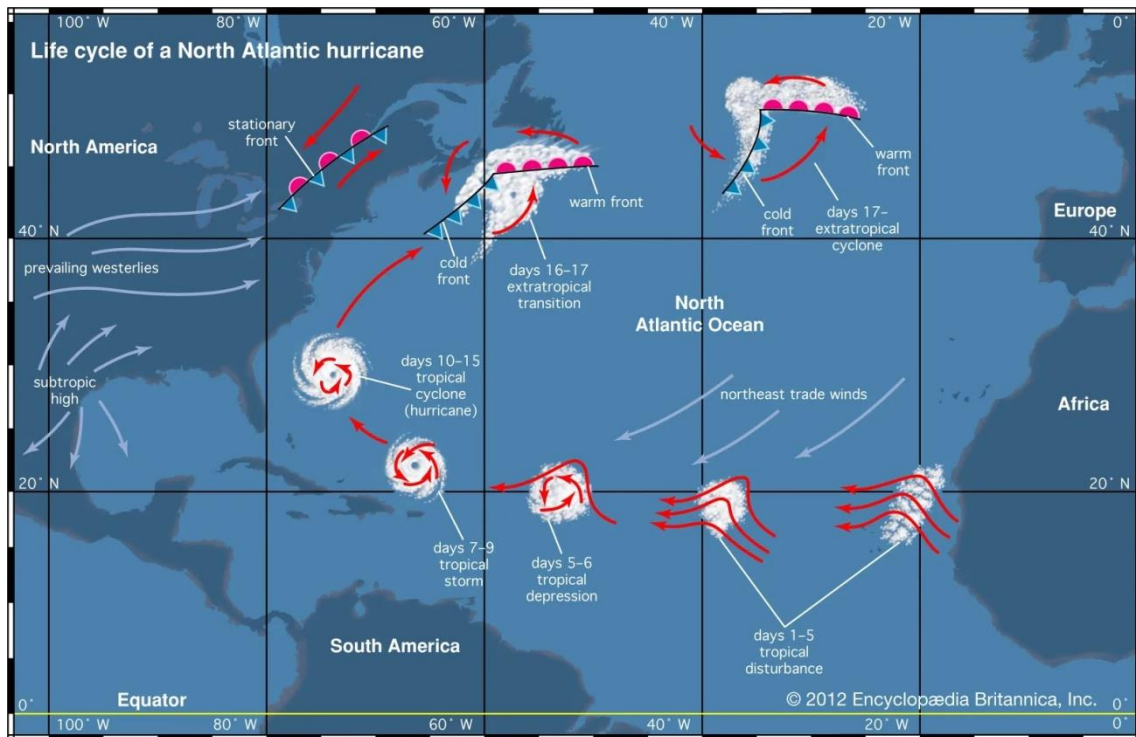 100° W
80° W
60° W
40° W
20° W
0°
Life cycle of a North Atlantic hurricane
stationary
front
North America
warm front
warm
front
cold
front
days 17–
extratropical
cyclone
Europe
40° N
40° N
prevailing westerlies
cold
front
days 16–17
extratropical
transition
North
Atlantic Ocean
days 10–15
tropical
cyclone
(hurricane)
subtropic
high
northeast trade winds
Africa
20° N
20° N
days 7–9
tropical
storm
days 5–6
tropical
depression
days 1–5
tropical
disturbance
South America
Equator
© 2012 Encyclopædia Britannica, Inc.
0°
0°
100° W
80° W
60° W
40° W
20° W
0°